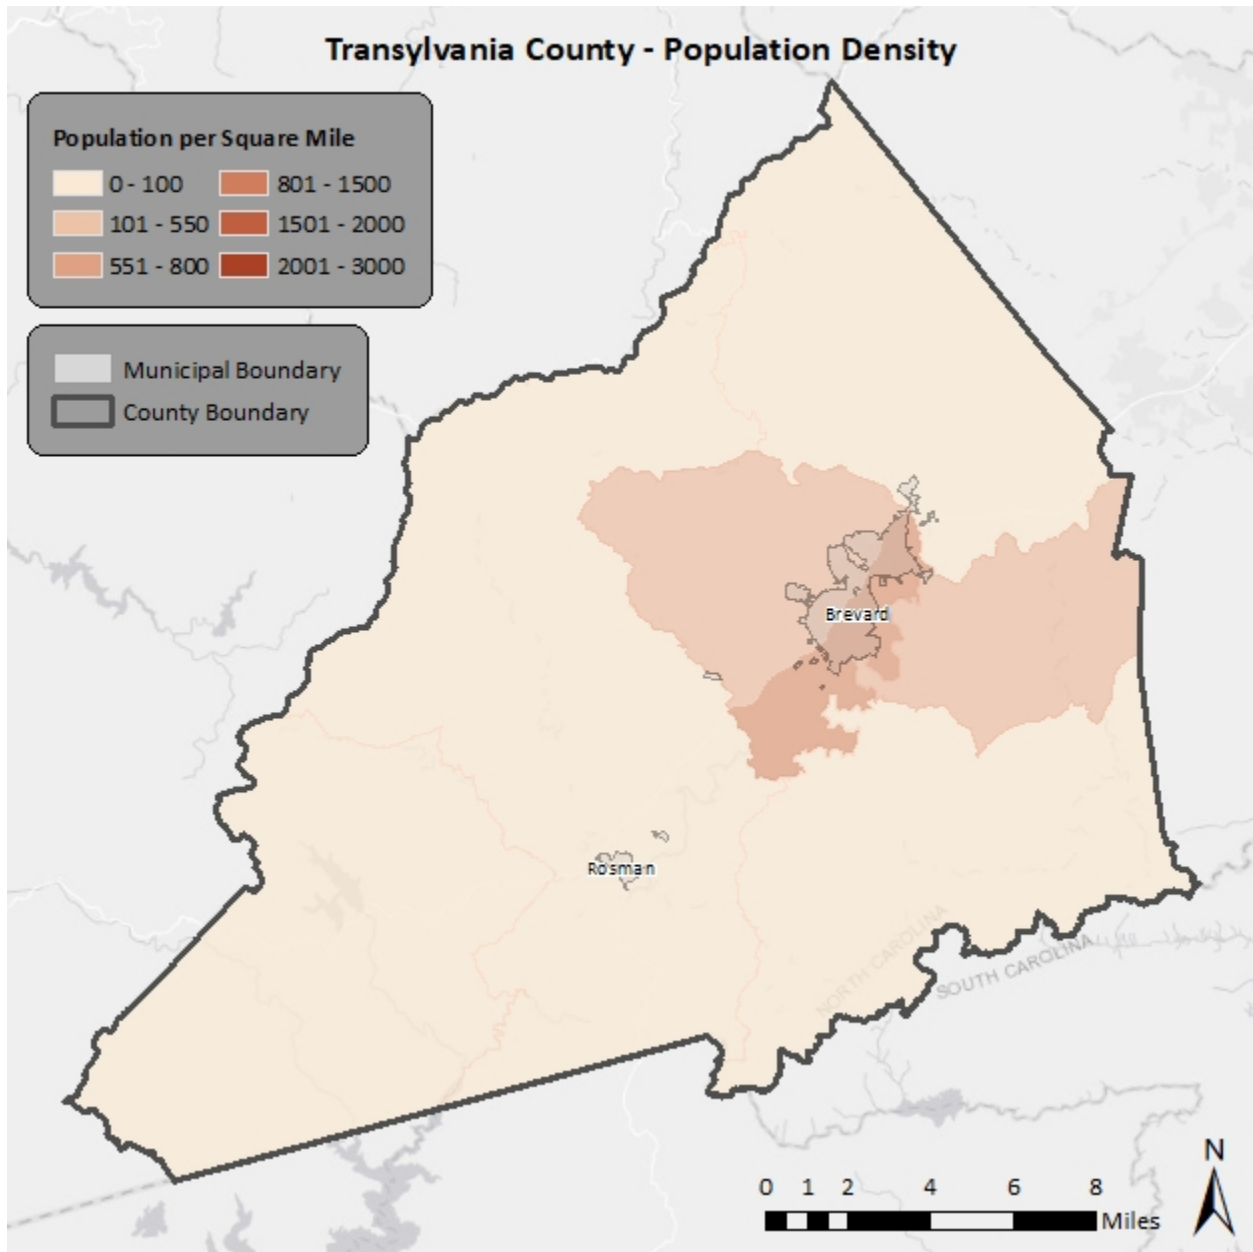 Transylvania County - Population Density
Population per Square Mile
0 - 100
801 - 1500
101 - 550
1501 - 2000
551 - 800
2001 - 3000
Municipal Boundary
County Boundary
Brevard
Rosman
NORTH CAROLINA
SOUTH CAROLINA
N
0 1 2 4 6 8
Miles